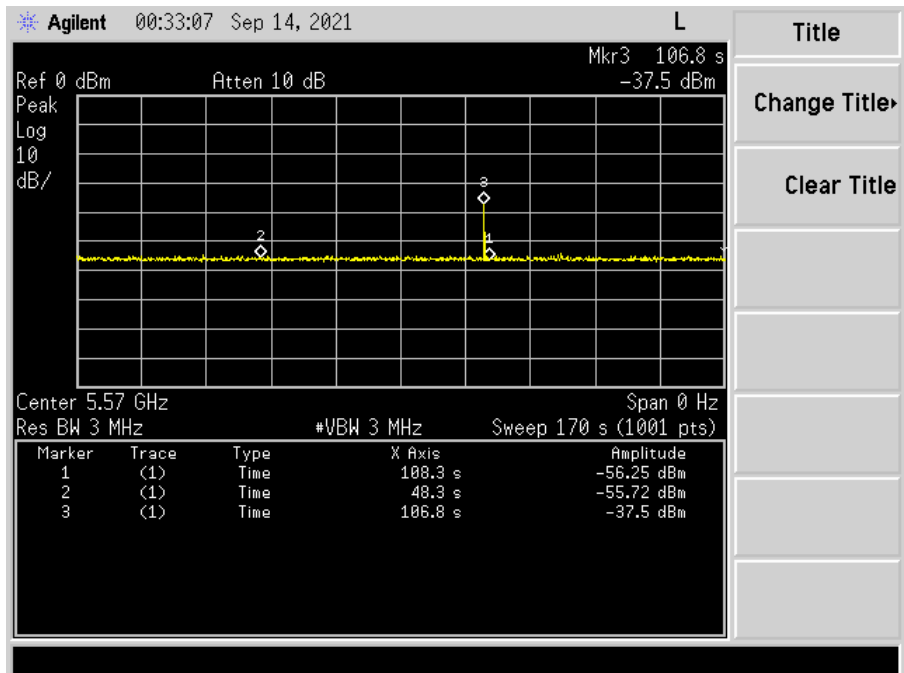 Agilent 00:33:07 Sep 14, 2021 L
Title
Mkr3 106.8 s
Ref 0 dBm Atten 10 dB -37.5 dBm
Peak
Log
10
dB/
Change Title
Clear Title
3
2
1
Center 5.57 GHz Span 0 Hz
Res BW 3 MHz #VBW 3 MHz Sweep 170 s (1001 pts)
Marker Trace Type X Axis Amplitude
1 (1) Time 108.3 s -56.25 dBm
2 (1) Time 48.3 s -55.72 dBm
3 (1) Time 106.8 s -37.5 dBm